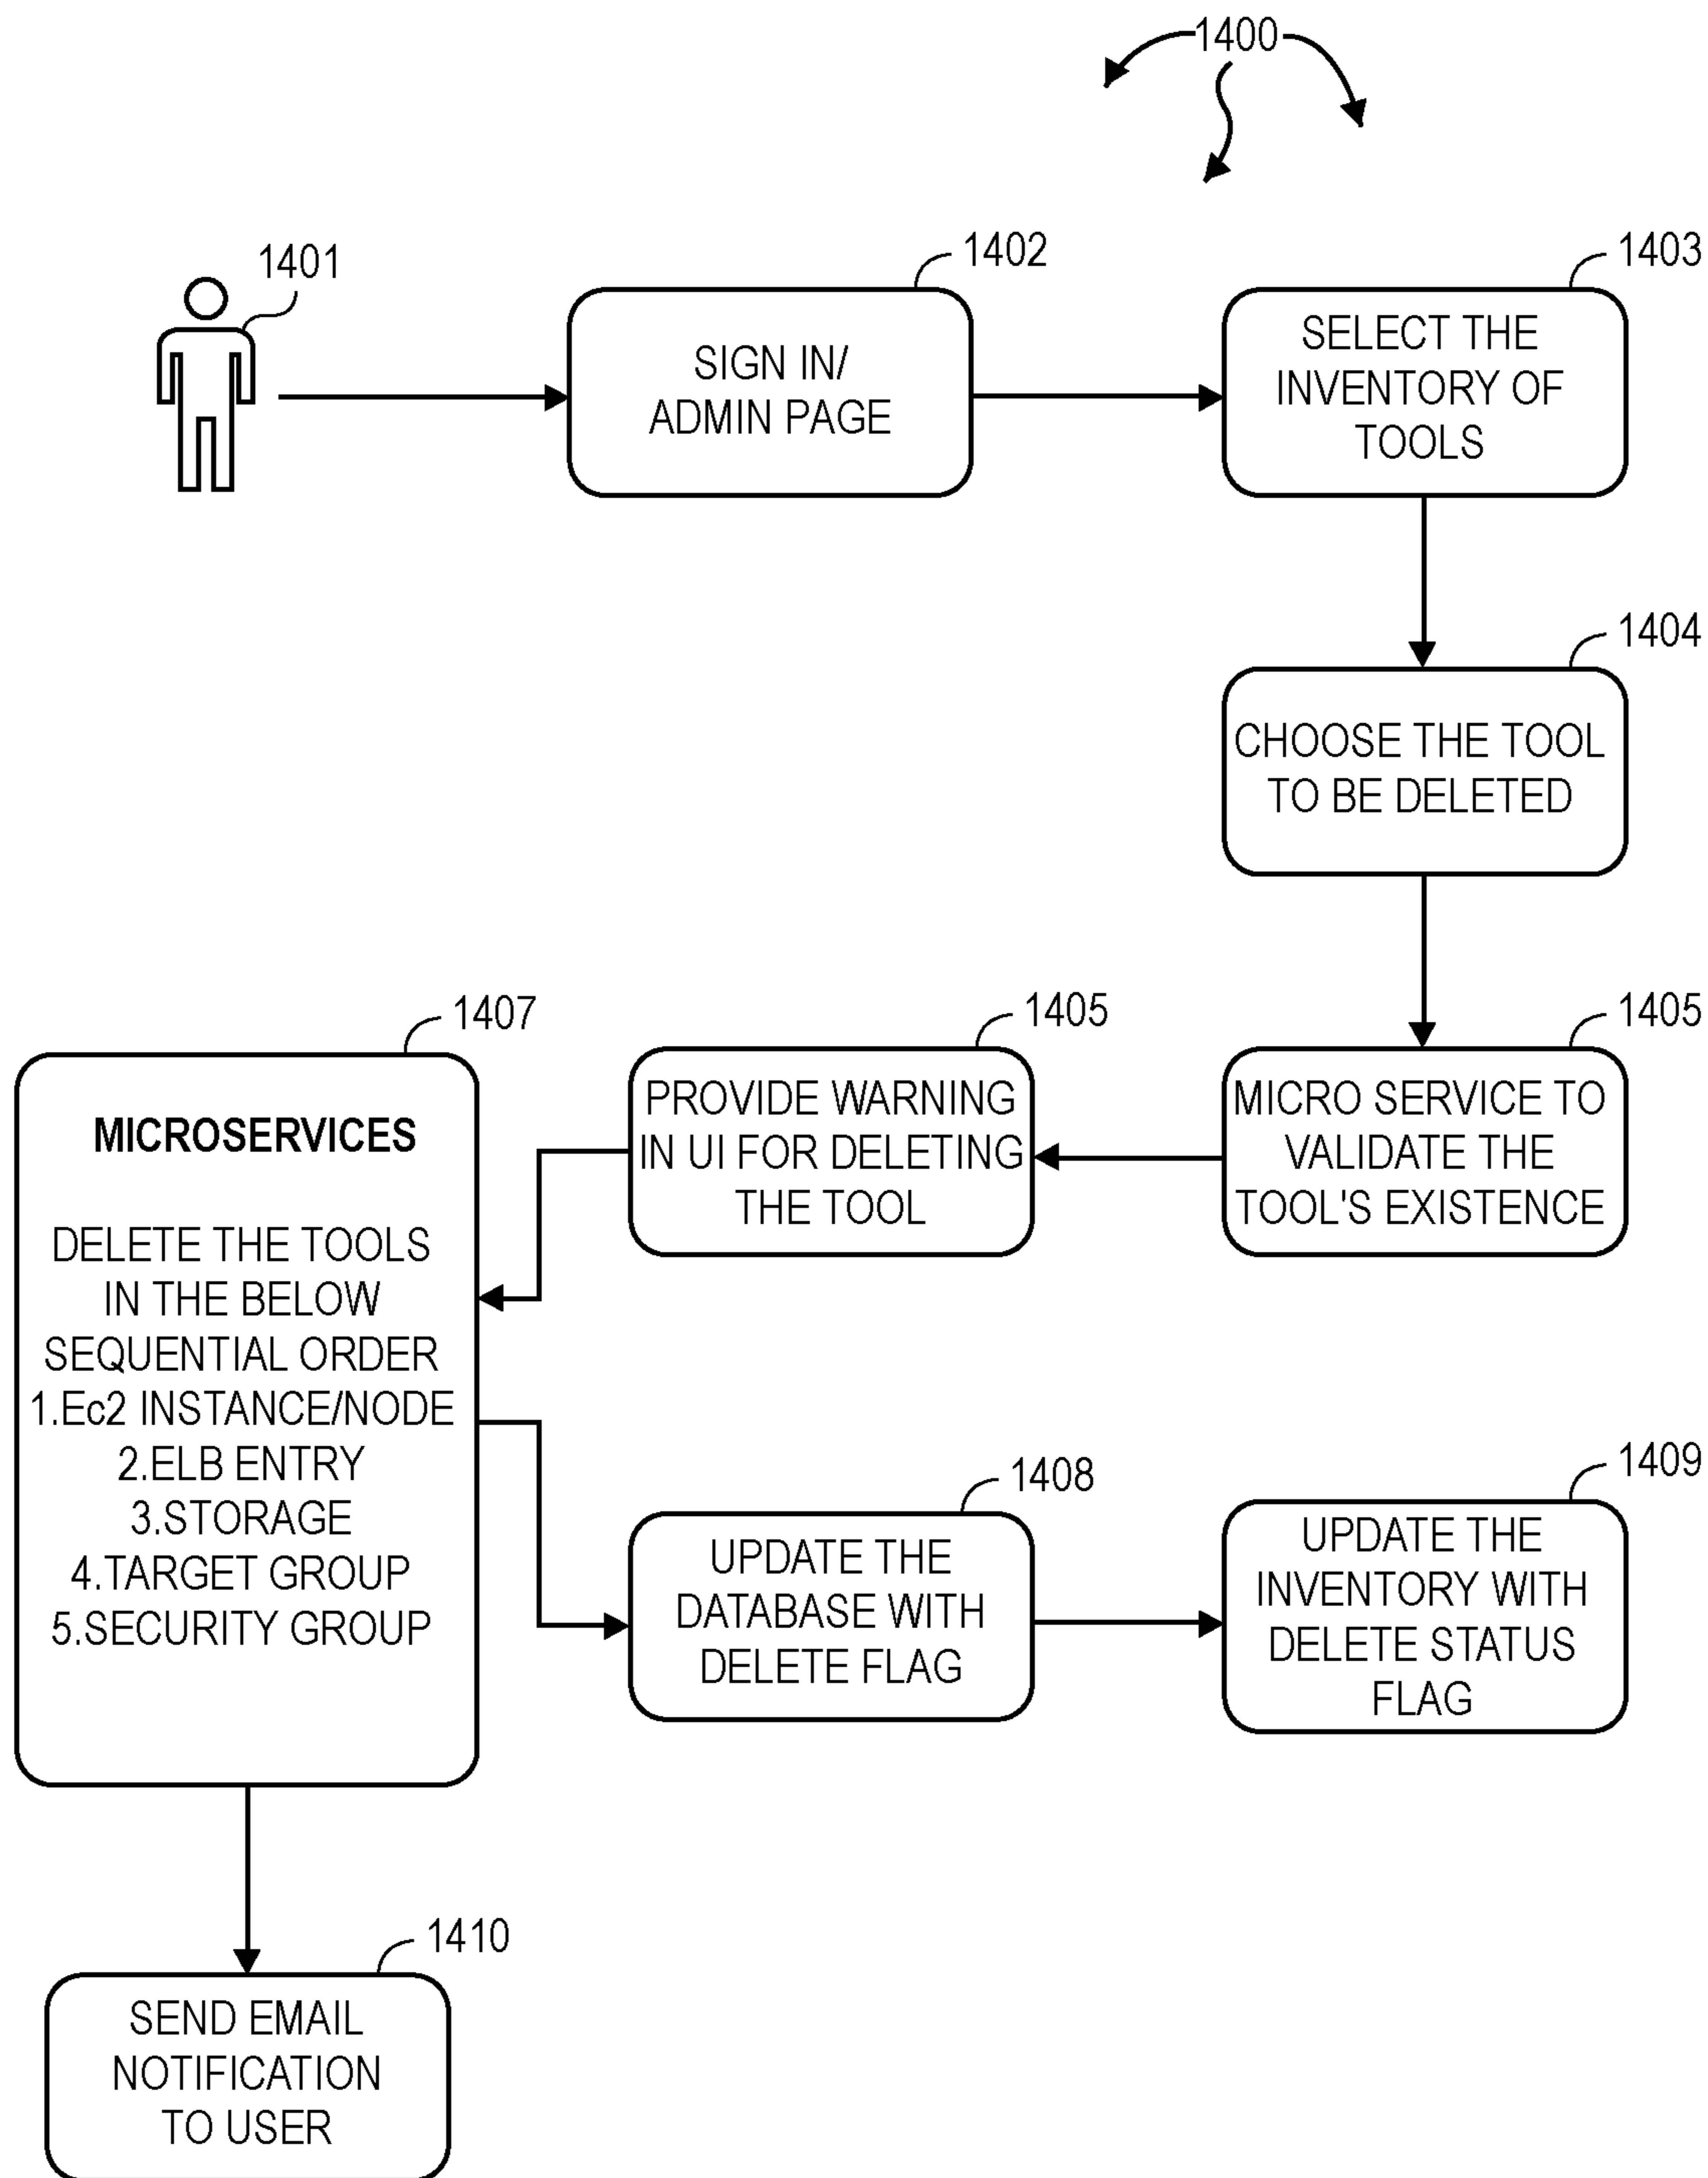 1400
1401
1402
SIGN IN/
ADMIN PAGE
1403
SELECT THE
INVENTORY OF
TOOLS
1404
CHOOSE THE TOOL
TO BE DELETED
1405
MICRO SERVICE TO
VALIDATE THE
TOOL'S EXISTENCE
1405
PROVIDE WARNING
IN UI FOR DELETING
THE TOOL
1407
MICROSERVICES
DELETE THE TOOLS
IN THE BELOW
SEQUENTIAL ORDER
1.Ec2 INSTANCE/NODE
2.ELB ENTRY
3.STORAGE
4.TARGET GROUP
5.SECURITY GROUP
1408
UPDATE THE
DATABASE WITH
DELETE FLAG
1409
UPDATE THE
INVENTORY WITH
DELETE STATUS
FLAG
1410
SEND EMAIL
NOTIFICATION
TO USER